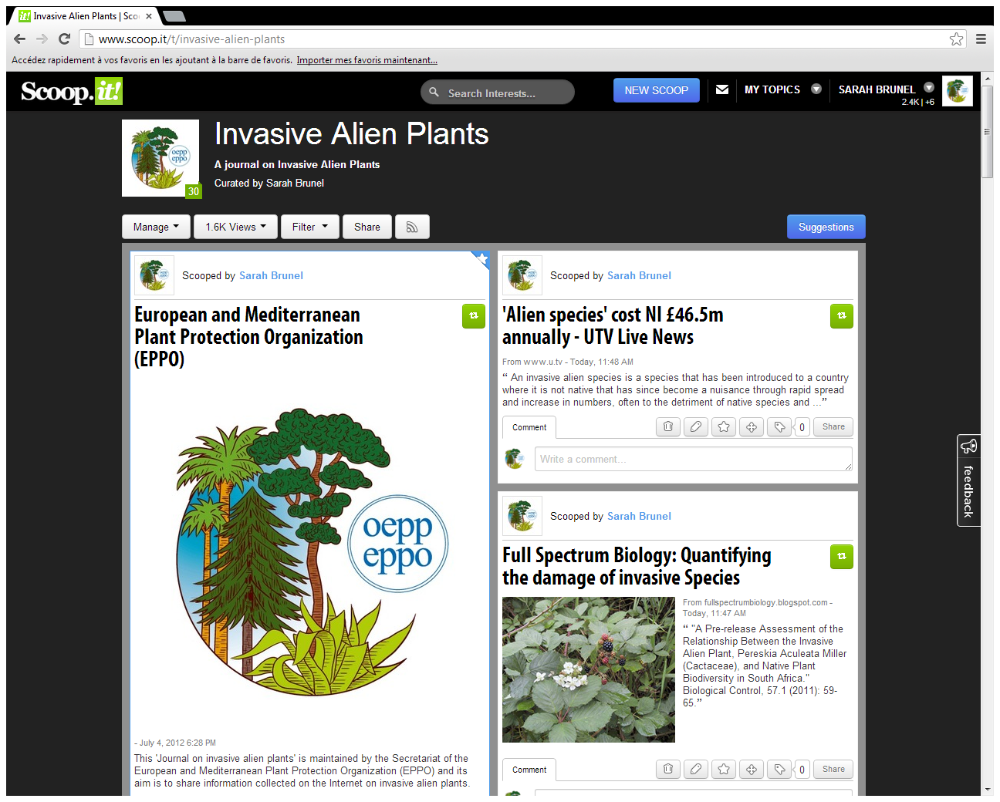 Invasive Alien Plants | Sco
www.scoop.it/t/invasive-alien-plants
Accédez rapidement à vos favoris en les ajoutant à la barre de favoris. Importer mes favoris maintenant...
Scoop.it!
Search Interests...
NEW SCOOP
MY TOPICS
SARAH BRUNEL
2.4K | +6
oepp
eppo
30
Invasive Alien Plants
A journal on Invasive Alien Plants
Curated by Sarah Brunel
Manage
1.6K Views
Filter
Share
Suggestions
Scooped by Sarah Brunel
European and Mediterranean
Plant Protection Organization
(EPPO)
oepp
eppo
- July 4, 2012 6:28 PM
This 'Journal on invasive alien plants' is maintained by the Secretariat of the
European and Mediterranean Plant Protection Organization (EPPO) and its
aim is to share information collected on the Internet on invasive alien plants.
Scooped by Sarah Brunel
'Alien species' cost NI £46.5m
annually - UTV Live News
From www.u.tv - Today, 11:48 AM
“ An invasive alien species is a species that has been introduced to a country
where it is not native that has since become a nuisance through rapid spread
and increase in numbers, often to the detriment of native species and ...”
Comment
0
Share
Write a comment...
Scooped by Sarah Brunel
Full Spectrum Biology: Quantifying
the damage of invasive Species
From fullspectrumbiology.blogspot.com -
Today, 11:47 AM
“ "A Pre-release Assessment of the
Relationship Between the Invasive
Alien Plant, Pereskia Aculeata Miller
(Cactaceae), and Native Plant
Biodiversity in South Africa."
Biological Control, 57.1 (2011): 59-
65.”
Comment
0
Share
feedback